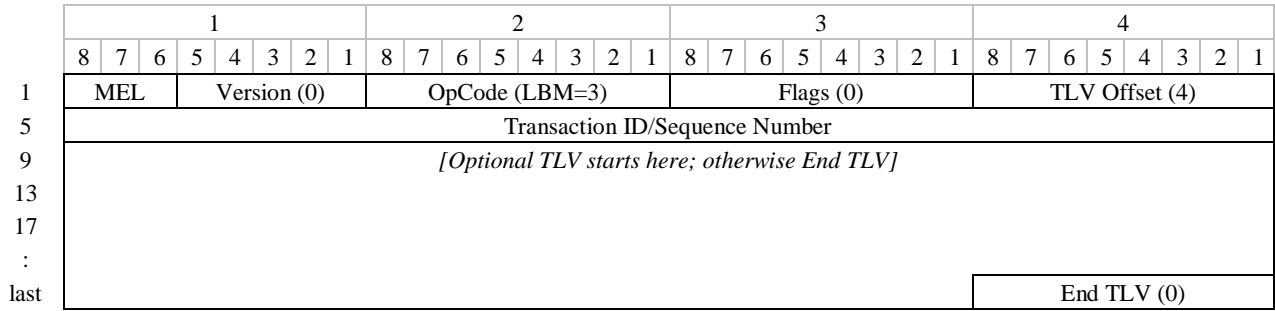 1 2 3 4
8 7 6 5 4 3 2 1 8 7 6 5 4 3 2 1 8 7 6 5 4 3 2 1 8 7 6 5 4 3 2 1
1 MEL Version (0) OpCode (LBM=3) Flags (0) TLV Offset (4)
5 Transaction ID/Sequence Number
9 [Optional TLV starts here; otherwise End TLV]
13
17
:
last End TLV (0)